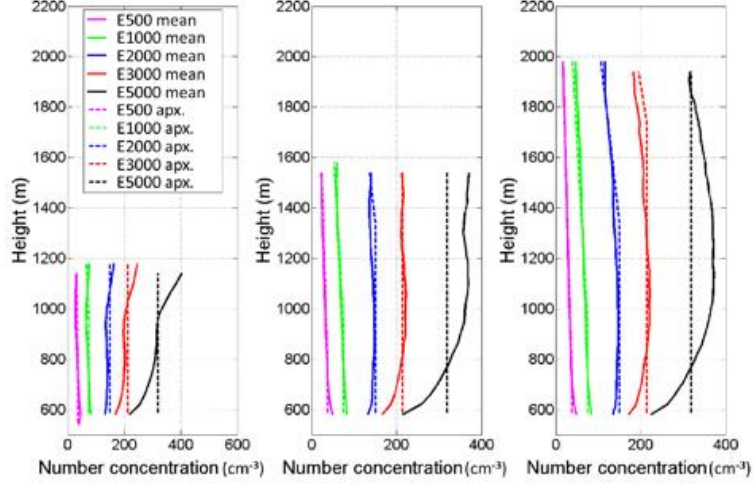 2200
2000
1800
1600
1400
1200
1000
800
600
Height (m)
0 200 400 600
Number concentration (cm-3)
E500 mean
E1000 mean
E2000 mean
E3000 mean
E5000 mean
E500 apx.
E1000 apx.
E2000 apx.
E3000 apx.
E5000 apx.
2200
2000
1800
1600
1400
1200
1000
800
600
Height (m)
0 200 400
Number concentration (cm-3)
2200
2000
1800
1600
1400
1200
1000
800
600
Height (m)
0 200 400
Number concentration (cm-3)